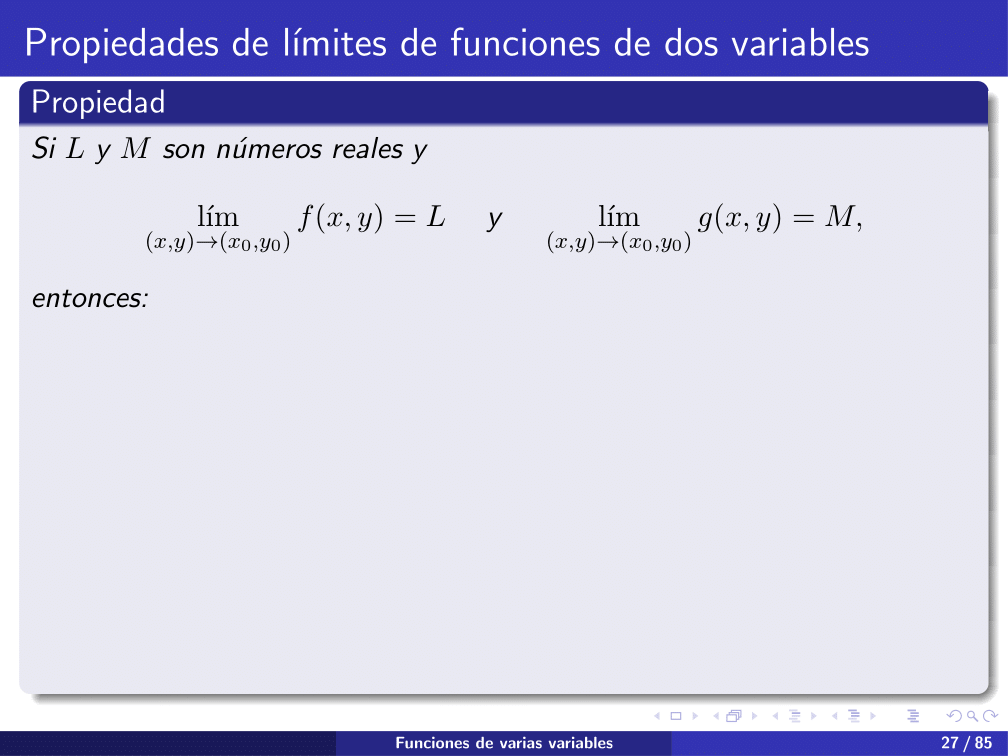 Propiedades de límites de funciones de dos variables
Propiedad
Si L y M son números reales y
lím f(x, y) = L y lím g(x, y) = M,
(x,y)→(x₀,y₀) (x,y)→(x₀,y₀)
entonces:
Funciones de varias variables 27 / 85